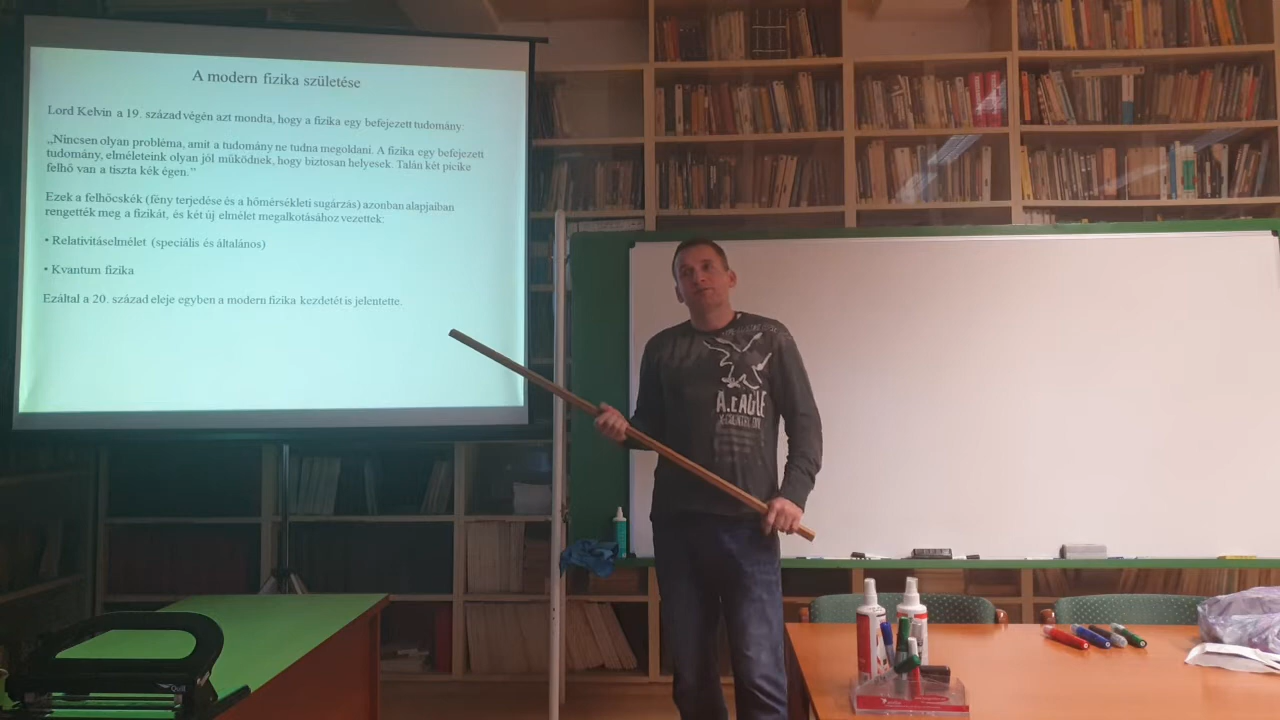 A modern fizika születése
Lord Kelvin a 19. század végén azt mondta, hogy a fizika egy befejezett tudomány:
„Nincsen olyan probléma, amit a tudomány ne tudna megoldani. A fizika egy befejezett
tudomány, elméleteink olyan jól működnek, hogy biztosan helyesek. Talán két picike
felhő van a tiszta kék égen.”
Ezek a felhőcskék (fény terjedése és a hőmérsékleti sugárzás) azonban alapjaiban
rengették meg a fizikát, és két új elmélet megalkotásához vezettek:
• Relativitáselmélet (speciális és általános)
• Kvantum fizika
Ezáltal a 20. század eleje egyben a modern fizika kezdetét is jelentette.
A.EAGLE